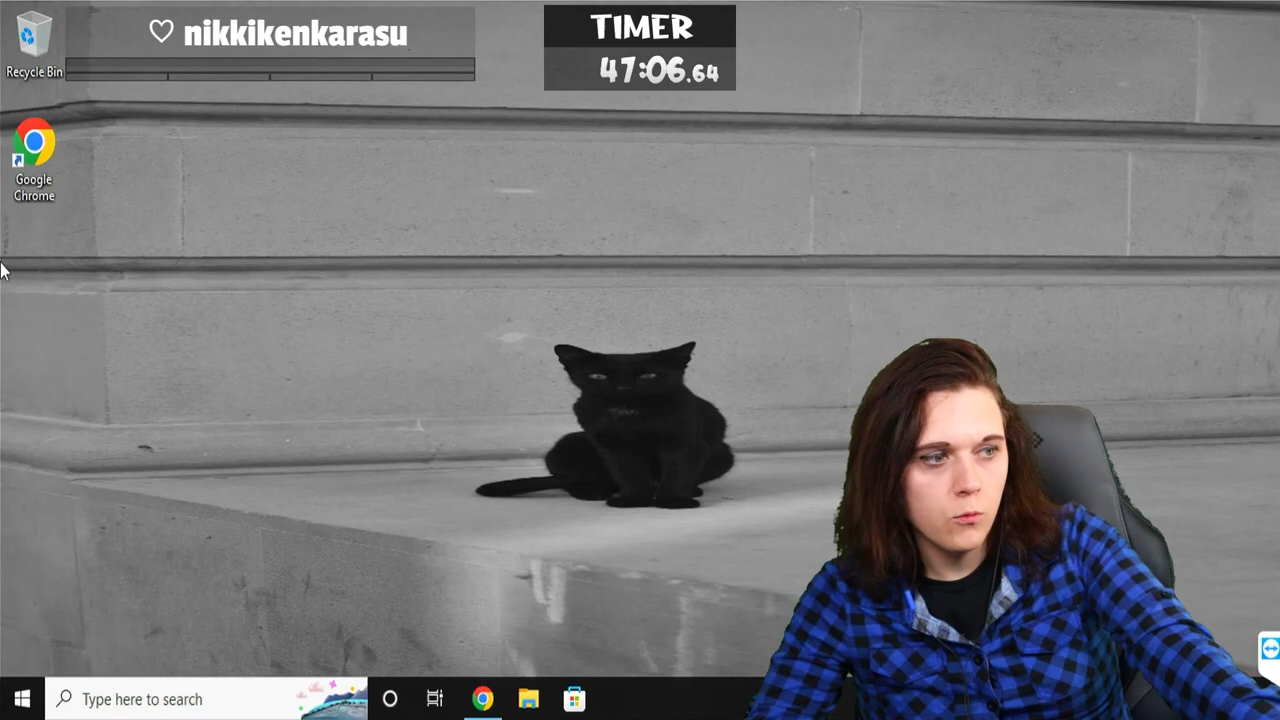 ♡ nikkikenkarasu
TIMER
47:06.64
Recycle Bin
Google
Chrome
Type here to search